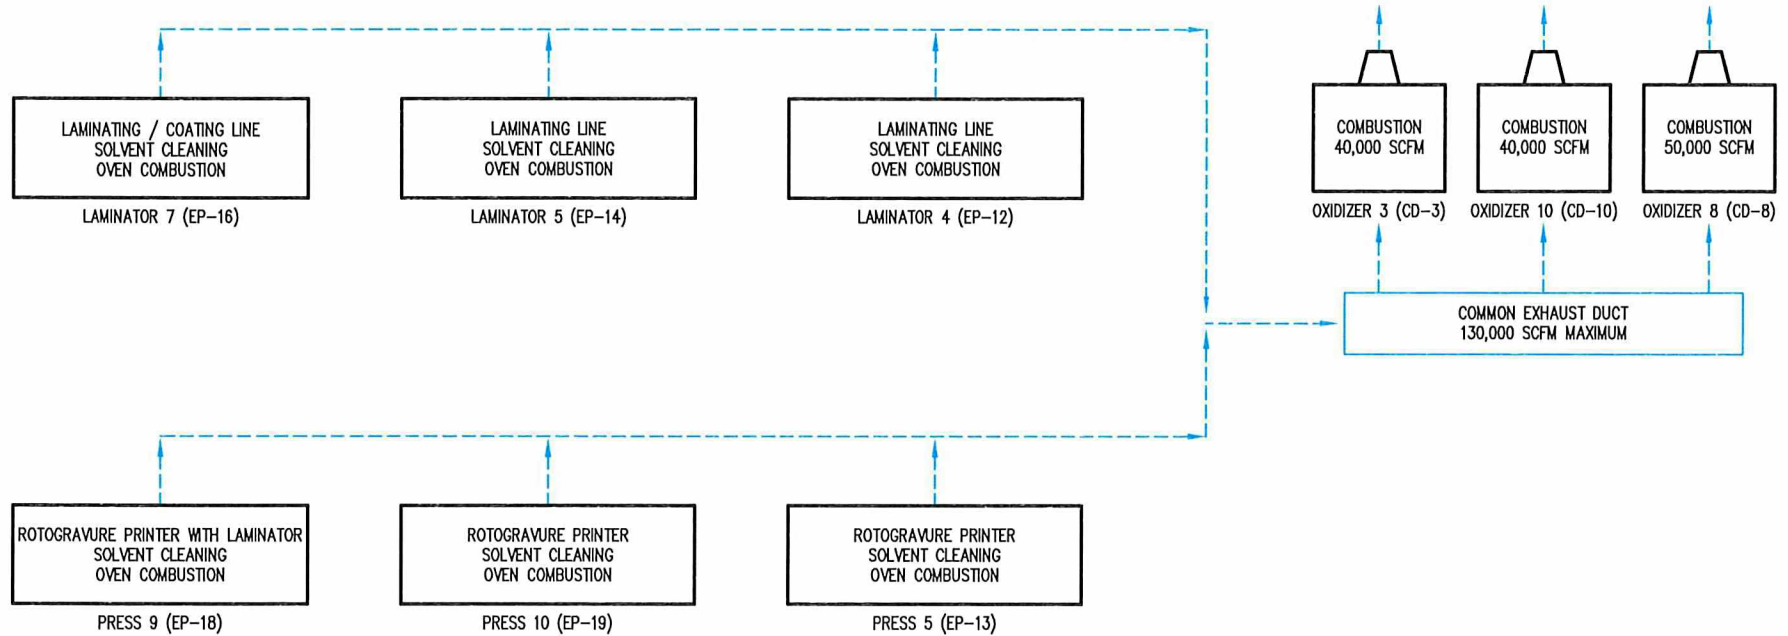 LAMINATING / COATING LINE
SOLVENT CLEANING
OVEN COMBUSTION
LAMINATOR 7 (EP-16)
LAMINATING LINE
SOLVENT CLEANING
OVEN COMBUSTION
LAMINATOR 5 (EP-14)
LAMINATING LINE
SOLVENT CLEANING
OVEN COMBUSTION
LAMINATOR 4 (EP-12)
COMBUSTION
40,000 SCFM
OXIDIZER 3 (CD-3)
COMBUSTION
40,000 SCFM
OXIDIZER 10 (CD-10)
COMBUSTION
50,000 SCFM
OXIDIZER 8 (CD-8)
COMMON EXHAUST DUCT
130,000 SCFM MAXIMUM
ROTOGRAVURE PRINTER WITH LAMINATOR
SOLVENT CLEANING
OVEN COMBUSTION
PRESS 9 (EP-18)
ROTOGRAVURE PRINTER
SOLVENT CLEANING
OVEN COMBUSTION
PRESS 10 (EP-19)
ROTOGRAVURE PRINTER
SOLVENT CLEANING
OVEN COMBUSTION
PRESS 5 (EP-13)